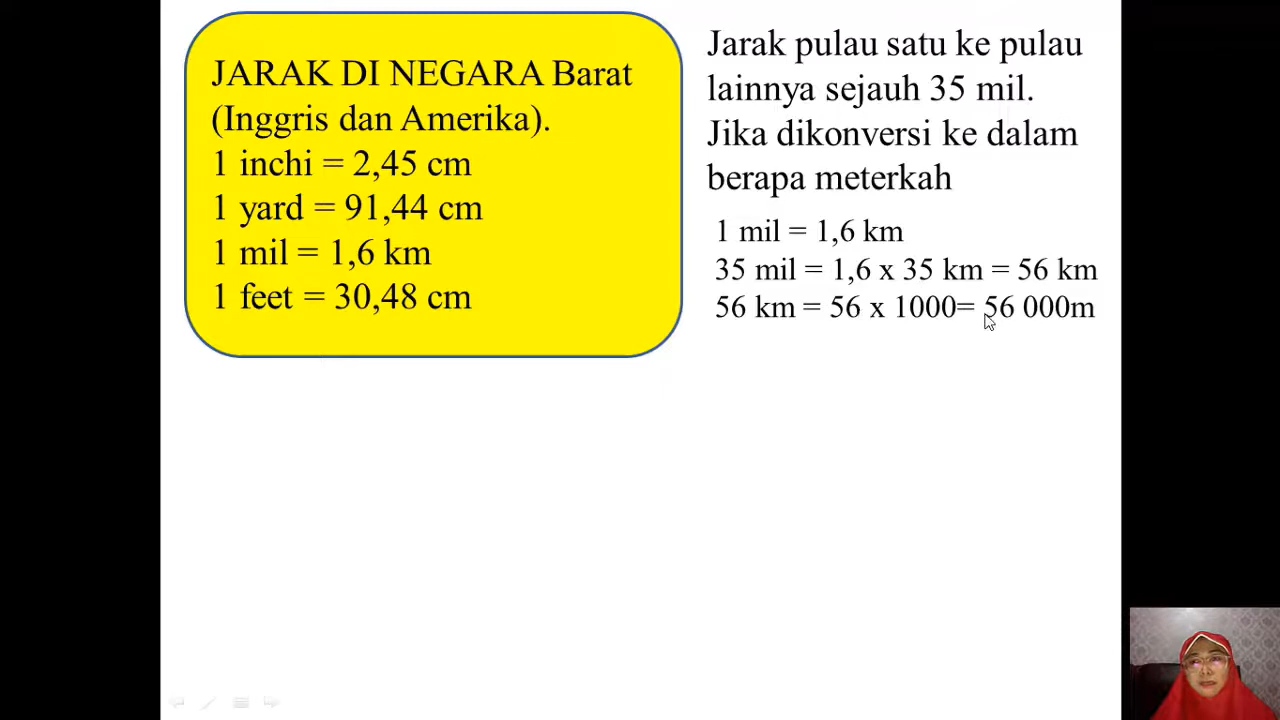 JARAK DI NEGARA Barat
(Inggris dan Amerika).
1 inchi = 2,45 cm
1 yard = 91,44 cm
1 mil = 1,6 km
1 feet = 30,48 cm
Jarak pulau satu ke pulau
lainnya sejauh 35 mil.
Jika dikonversi ke dalam
berapa meterkah
1 mil = 1,6 km
35 mil = 1,6 x 35 km = 56 km
56 km = 56 x 1000= 56 000m